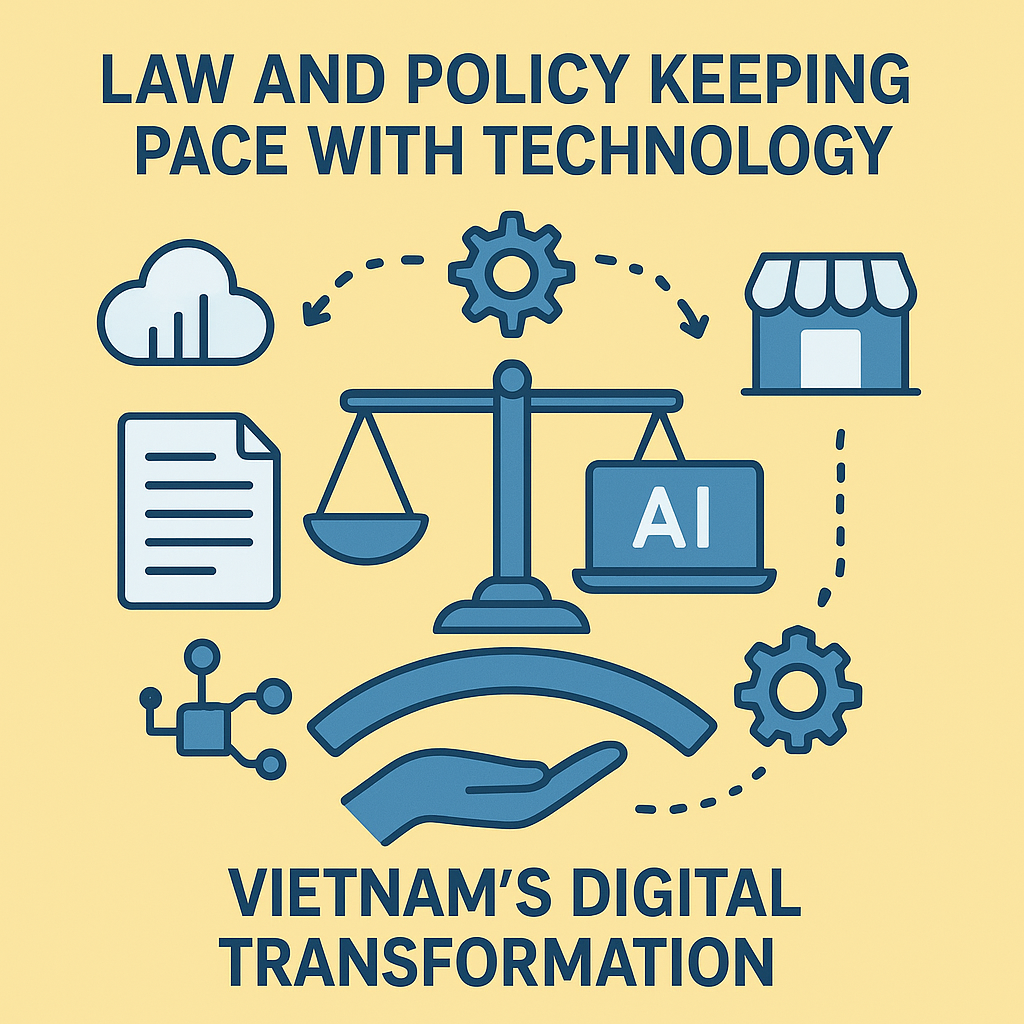 LAW AND POLICY KEEPING
PACE WITH TECHNOLOGY
AI
VIETNAM’S DIGITAL
TRANSFORMATION